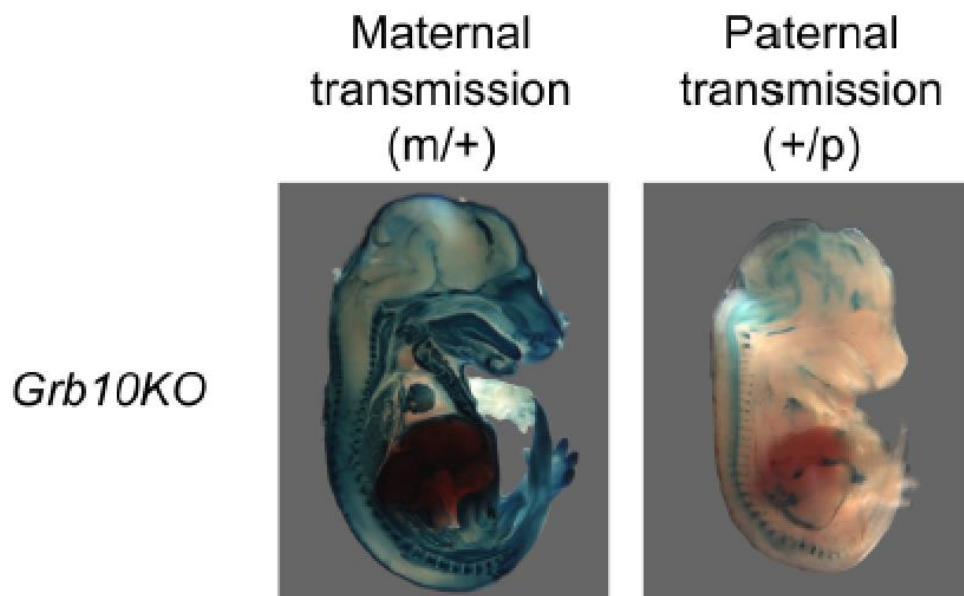 Maternal
transmission
(m/+)
Paternal
transmission
(+/p)
Grb10KO